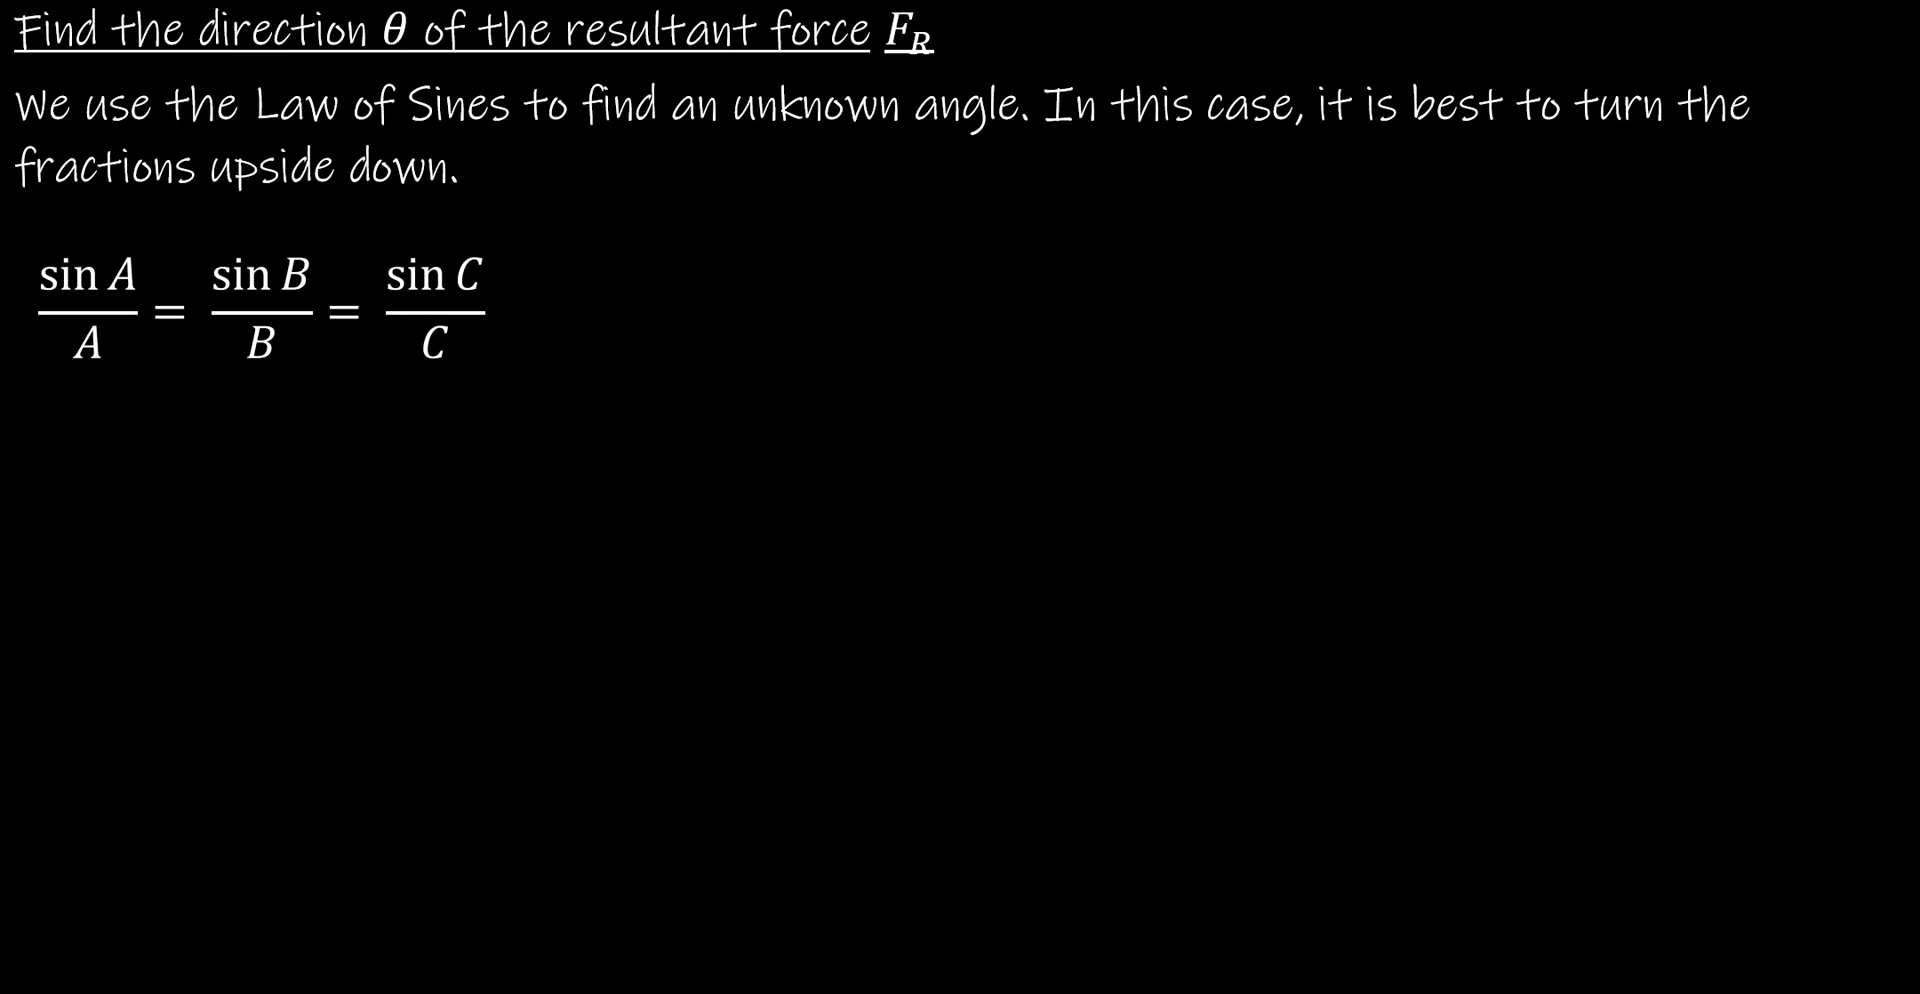 Find the direction θ of the resultant force F_R
We use the Law of Sines to find an unknown angle. In this case, it is best to turn the
fractions upside down.
sin A / A = sin B / B = sin C / C